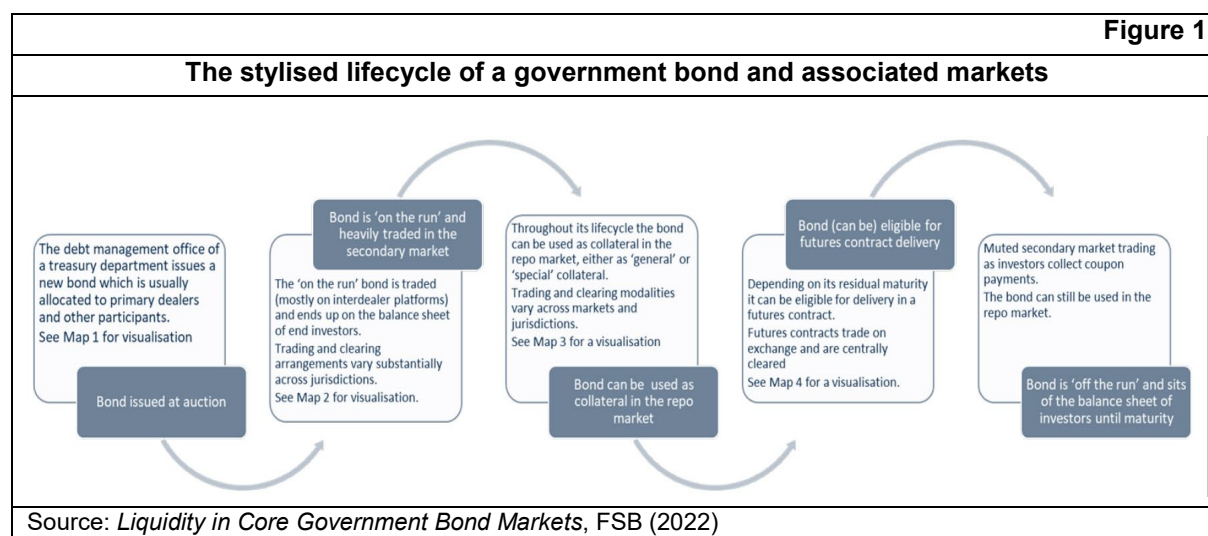 Figure 1
The stylised lifecycle of a government bond and associated markets
The debt management office of
a treasury department issues a
new bond which is usually
allocated to primary dealers
and other participants.
See Map 1 for visualisation
Bond issued at auction
Bond is ‘on the run’ and
heavily traded in the
secondary market
The ‘on the run’ bond is traded
(mostly on interdealer platforms)
and ends up on the balance sheet
of end investors.
Trading and clearing
arrangements vary substantially
across jurisdictions.
See Map 2 for visualisation.
Throughout its lifecycle the bond
can be used as collateral in the
repo market, either as ‘general’ or
‘special’ collateral.
Trading and clearing modalities
vary across markets and
jurisdictions.
See Map 3 for a visualisation
Bond can be used as
collateral in the repo
market
Bond (can be) eligible for
futures contract delivery
Depending on its residual maturity
it can be eligible for delivery in a
futures contract.
Futures contracts trade on
exchange and are centrally
cleared
See Map 4 for a visualisation.
Muted secondary market trading
as investors collect coupon
payments.
The bond can still be used in the
repo market.
Bond is ‘off the run’ and sits
of the balance sheet of
investors until maturity
Source: Liquidity in Core Government Bond Markets, FSB (2022)